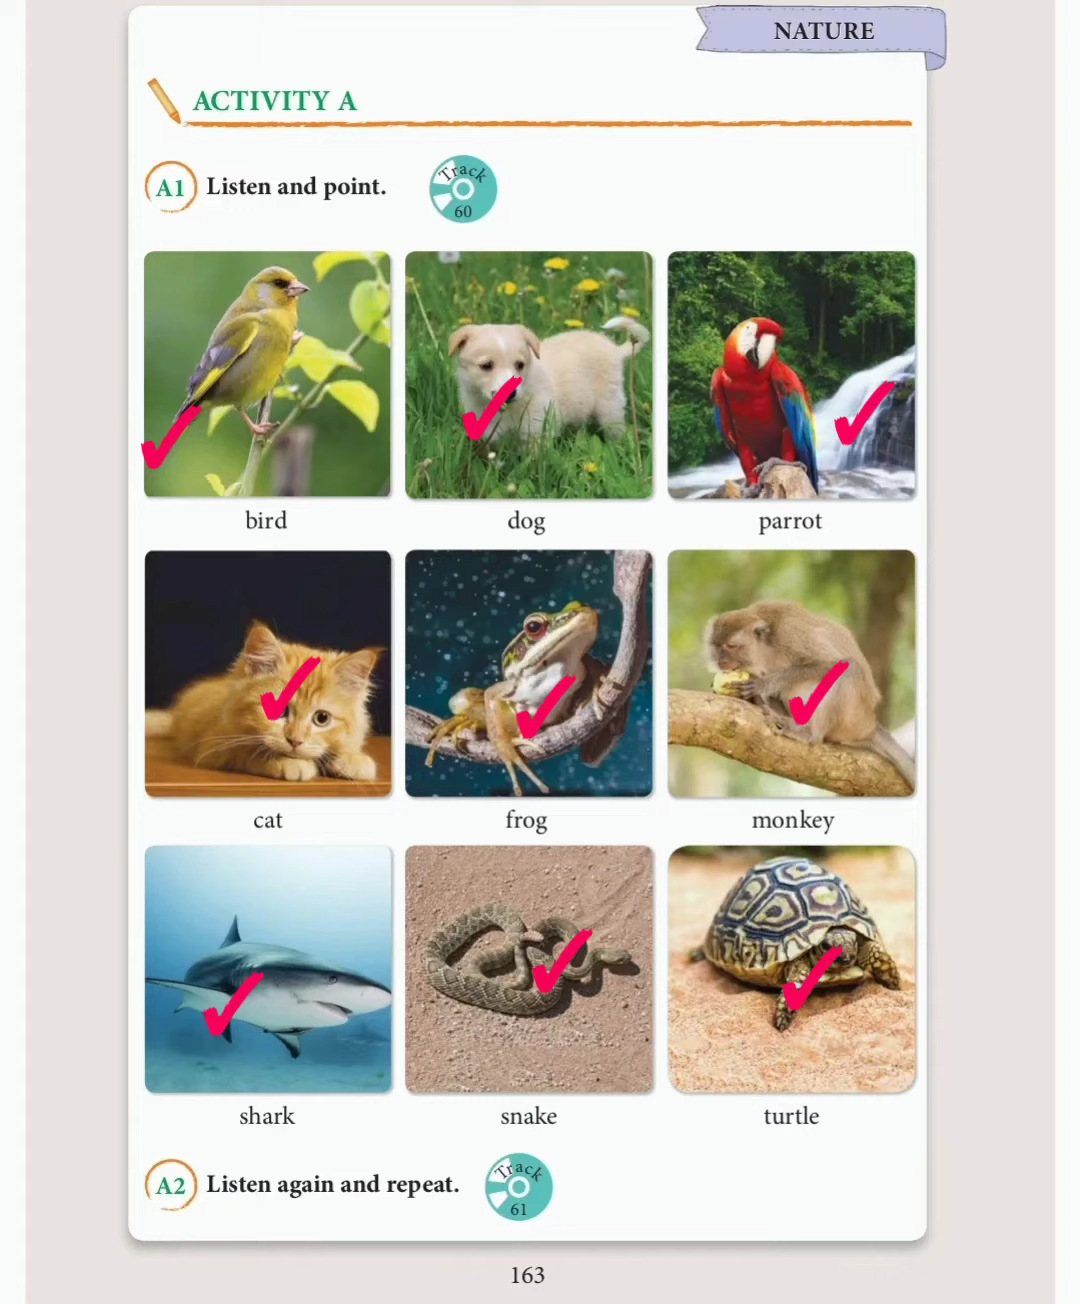 NATURE
ACTIVITY A
A1 Listen and point. Track 60
bird dog parrot
cat frog monkey
shark snake turtle
A2 Listen again and repeat. Track 61
163